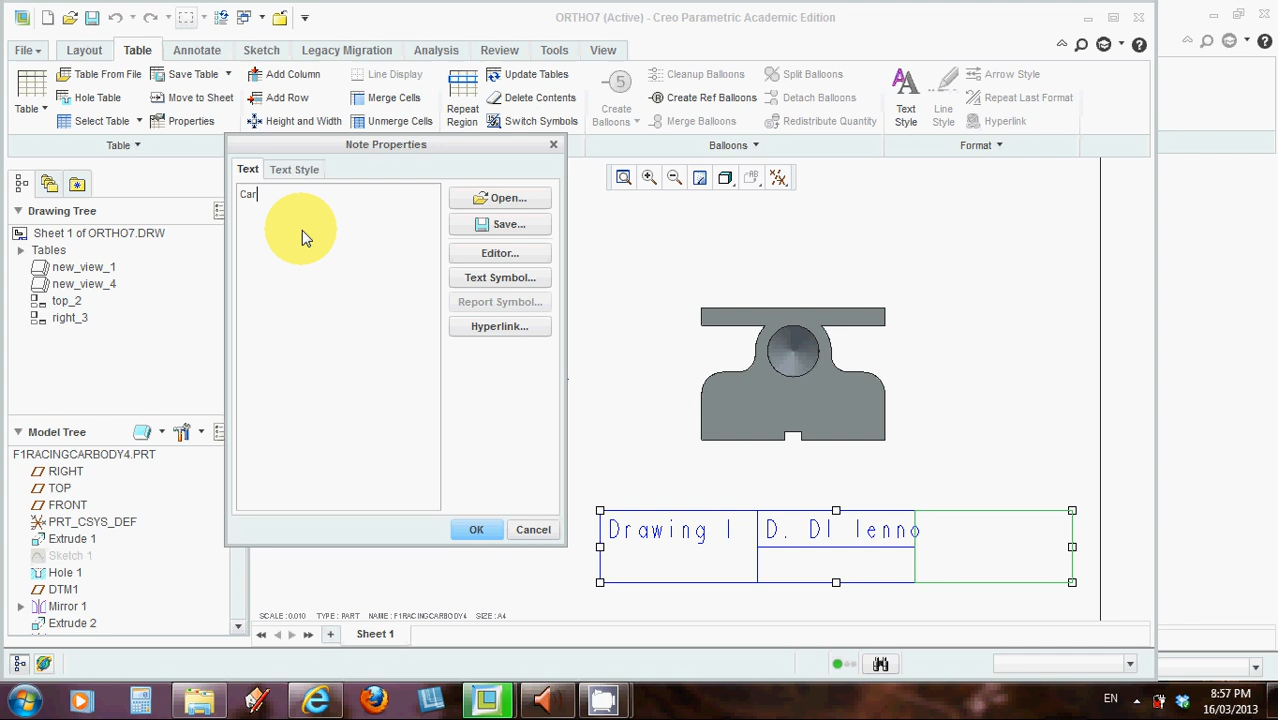 ORTHO7 (Active) - Creo Parametric Academic Edition
File Layout Table Annotate Sketch Legacy Migration Analysis Review Tools View
Table
Table From File
Hole Table
Select Table
Save Table
Move to Sheet
Properties
Add Column
Add Row
Height and Width
Line Display
Merge Cells
Unmerge Cells
Repeat Region
Update Tables
Delete Contents
Switch Symbols
5
Create Balloons
Cleanup Balloons
Create Ref Balloons
Merge Balloons
Split Balloons
Detach Balloons
Redistribute Quantity
Text Style
Line Style
Arrow Style
Repeat Last Format
Hyperlink
Table Balloons Format
Note Properties
Text Text Style
Car
Open...
Save...
Editor...
Text Symbol...
Report Symbol...
Hyperlink...
OK Cancel
Drawing Tree
Sheet 1 of ORTHO7.DRW
Tables
new_view_1
new_view_4
top_2
right_3
Model Tree
F1RACINGCARBODY4.PRT
RIGHT
TOP
FRONT
PRT_CSYS_DEF
Extrude 1
Sketch 1
Hole 1
DTM1
Mirror 1
Extrude 2
Drawing 1 D. DI Ienno
SCALE : 0.010 TYPE : PART NAME : F1RACINGCARBODY4 SIZE : A4
Sheet 1
EN
8:57 PM
16/03/2013